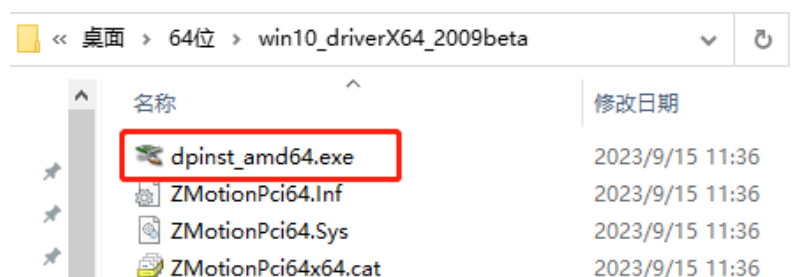 « 桌面 › 64位 › win10_driverX64_2009beta
名称 修改日期
dpinst_amd64.exe 2023/9/15 11:36
ZMotionPci64.Inf 2023/9/15 11:36
ZMotionPci64.Sys 2023/9/15 11:36
ZMotionPci64x64.cat 2023/9/15 11:36